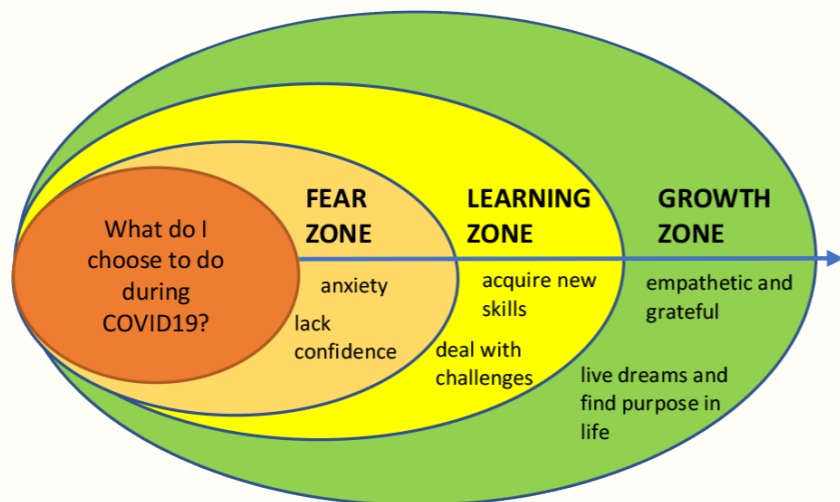 What do I
choose to do
during
COVID19?
FEAR
ZONE
anxiety
lack
confidence
LEARNING
ZONE
acquire new
skills
deal with
challenges
GROWTH
ZONE
empathetic and
grateful
live dreams and
find purpose in
life